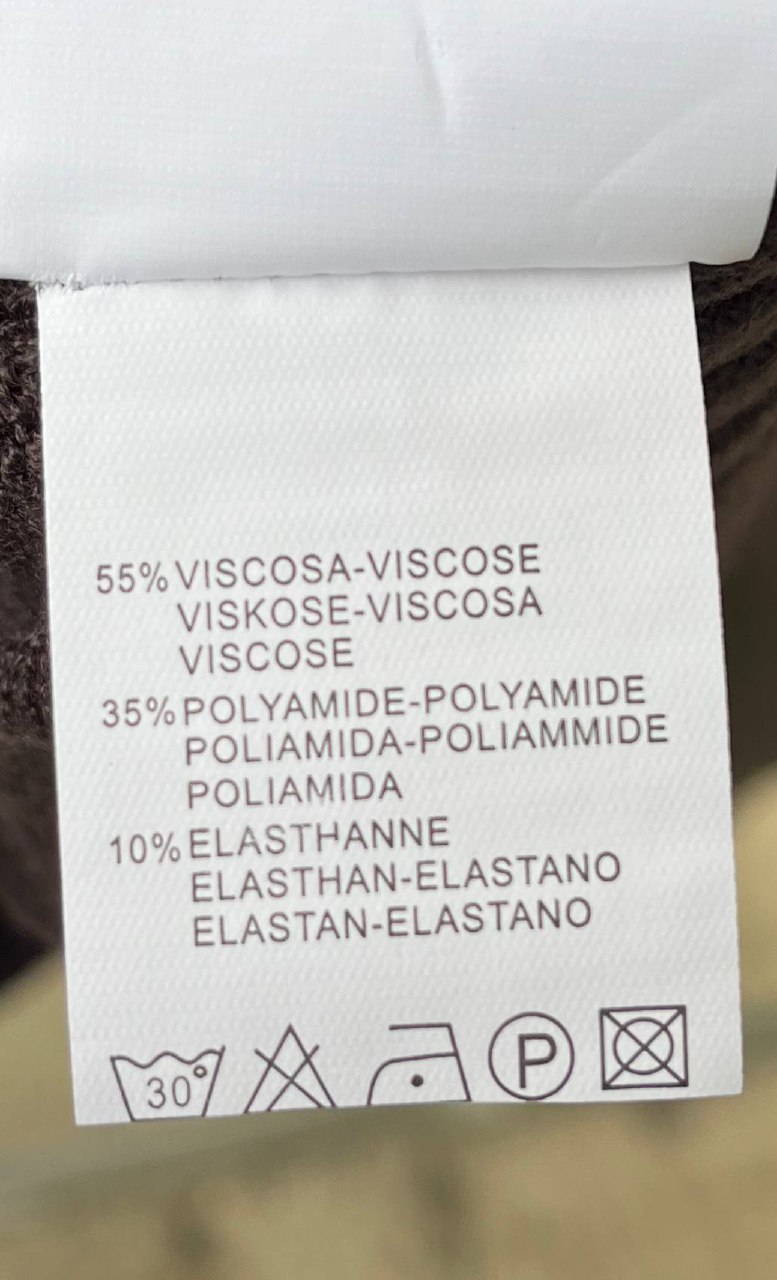 55% VISCOSA-VISCOSE
VISKOSE-VISCOSA
VISCOSE
35% POLYAMIDE-POLYAMIDE
POLIAMIDA-POLIAMMIDE
POLIAMIDA
10% ELASTHANNE
ELASTHAN-ELASTANO
ELASTAN-ELASTANO
30° P